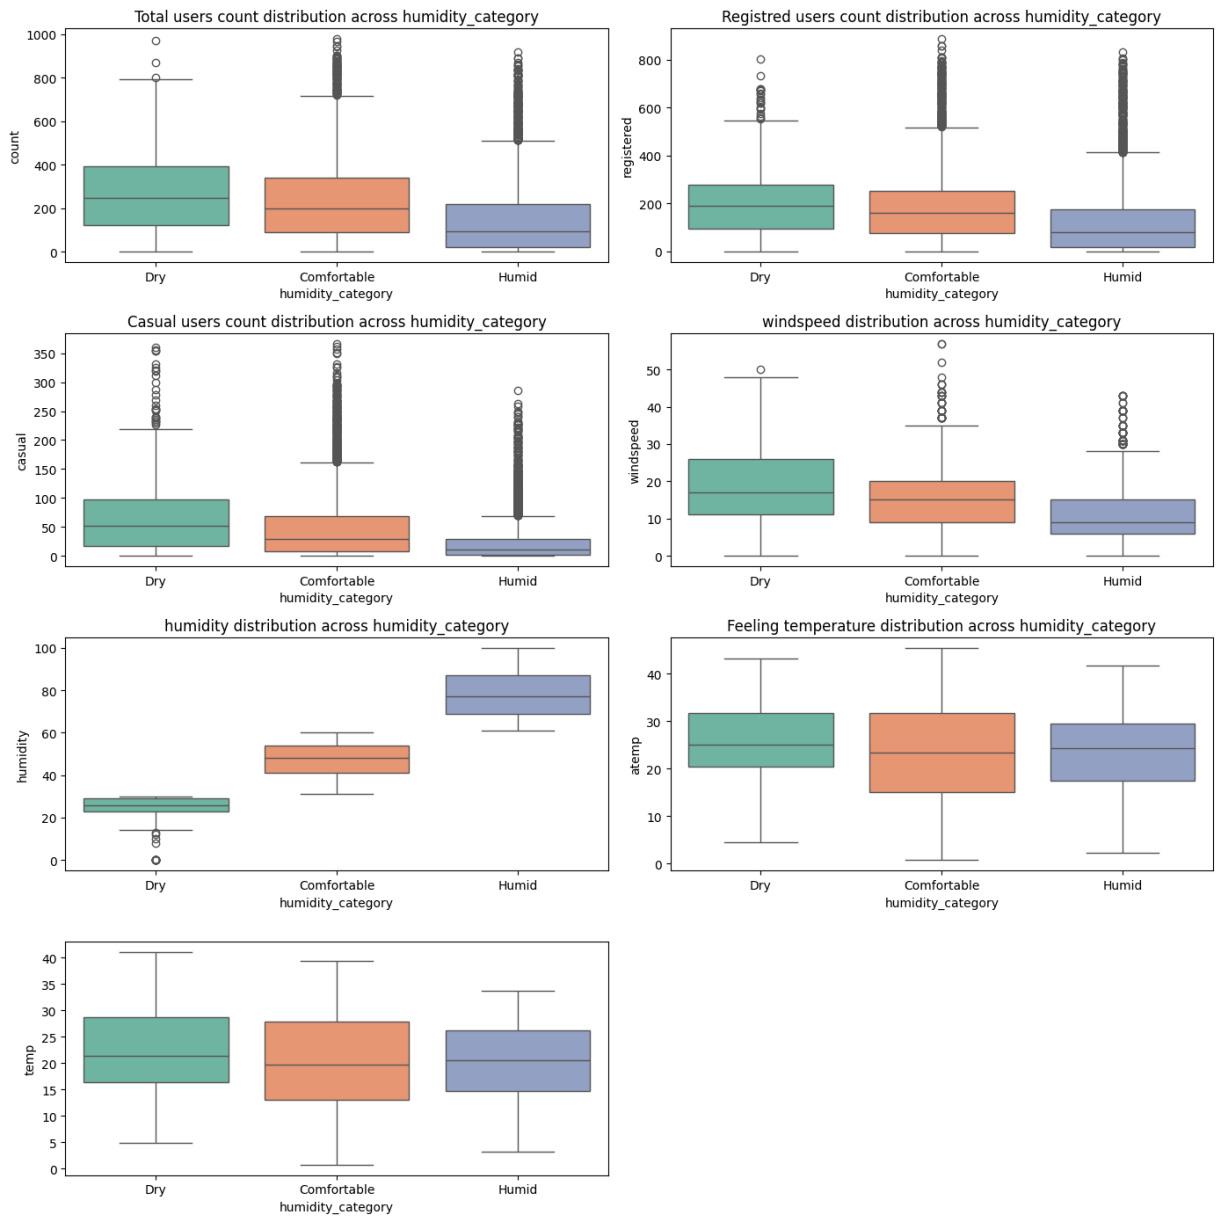 Total users count distribution across humidity_category
1000
800
600
400
200
0
count
Dry
Comfortable
Humid
humidity_category
Registred users count distribution across humidity_category
800
600
400
200
0
registered
Dry
Comfortable
Humid
humidity_category
Casual users count distribution across humidity_category
350
300
250
200
150
100
50
0
casual
Dry
Comfortable
Humid
humidity_category
windspeed distribution across humidity_category
50
40
30
20
10
0
windspeed
Dry
Comfortable
Humid
humidity_category
humidity distribution across humidity_category
100
80
60
40
20
0
humidity
Dry
Comfortable
Humid
humidity_category
Feeling temperature distribution across humidity_category
40
30
20
10
0
atemp
Dry
Comfortable
Humid
humidity_category
40
35
30
25
20
15
10
5
0
temp
Dry
Comfortable
Humid
humidity_category